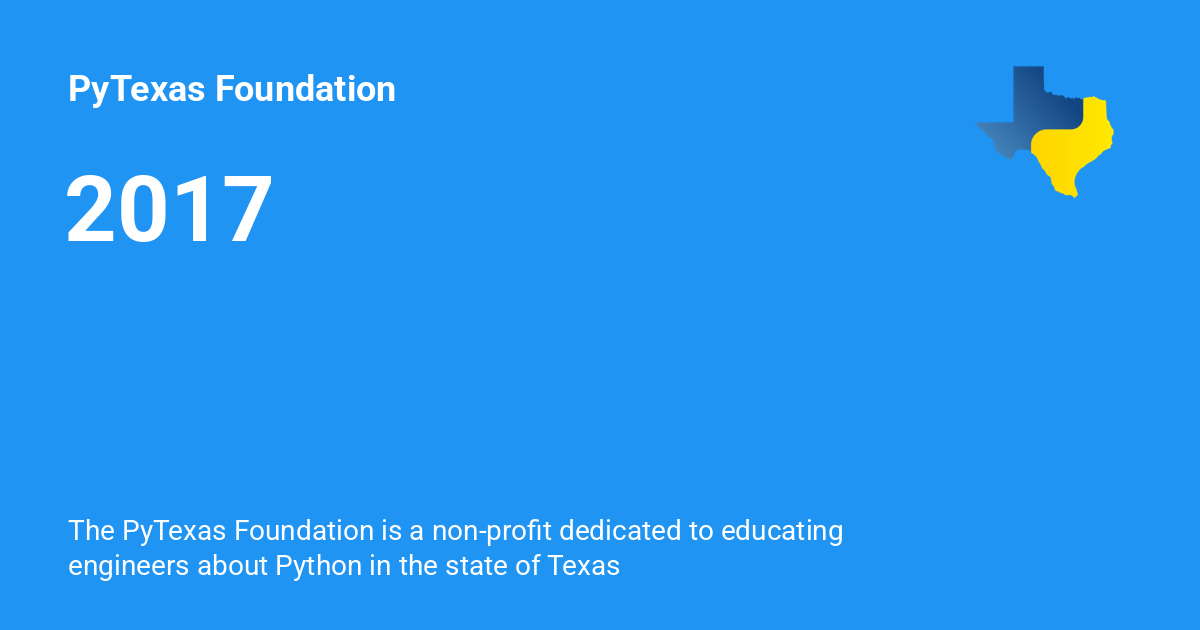 PyTexas Foundation
2017
The PyTexas Foundation is a non-profit dedicated to educating
engineers about Python in the state of Texas